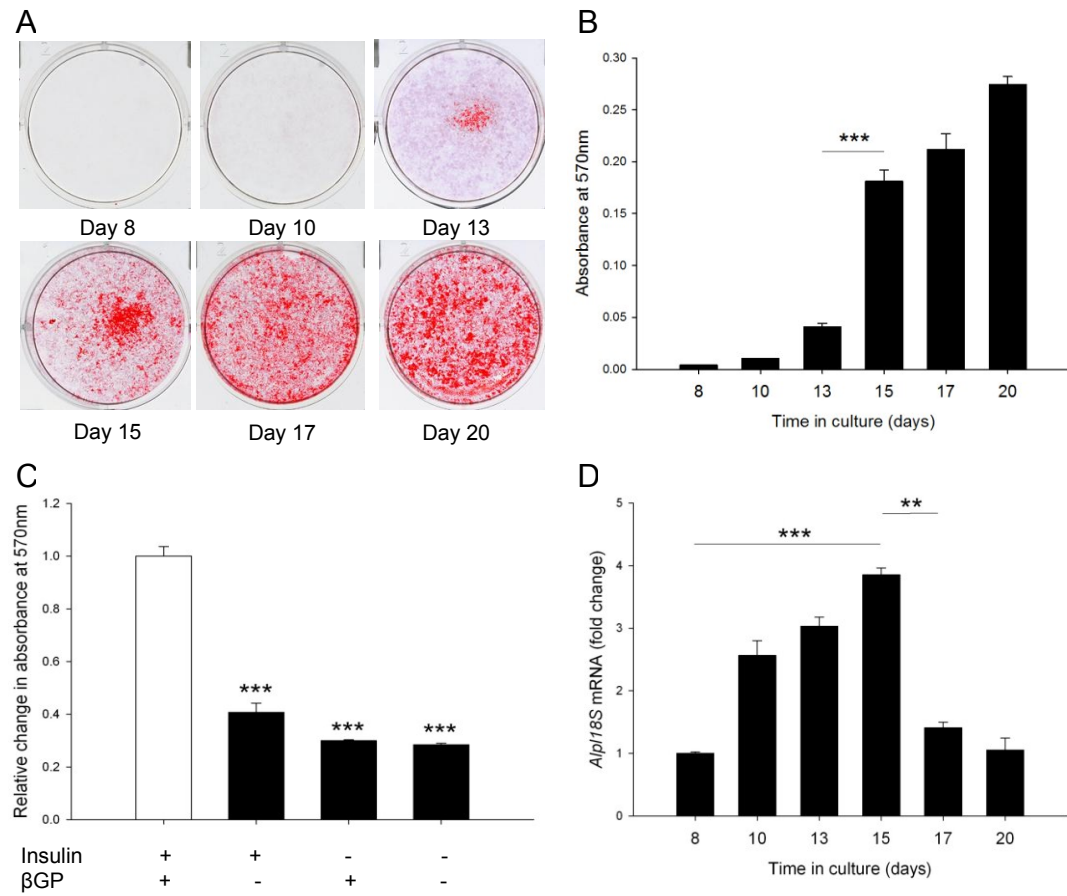 A
Day 8 Day 10 Day 13
Day 15 Day 17 Day 20
B
Absorbance at 570nm
0.30
0.25
0.20
0.15
0.10
0.05
0.00
***
8 10 13 15 17 20
Time in culture (days)
C
Relative change in absorbance at 570nm
1.2
1.0
0.8
0.6
0.4
0.2
0.0
*** *** ***
Insulin + + - -
βGP + - + -
D
Alpl18S mRNA (fold change)
5
4
3
2
1
0
***
**
8 10 13 15 17 20
Time in culture (days)